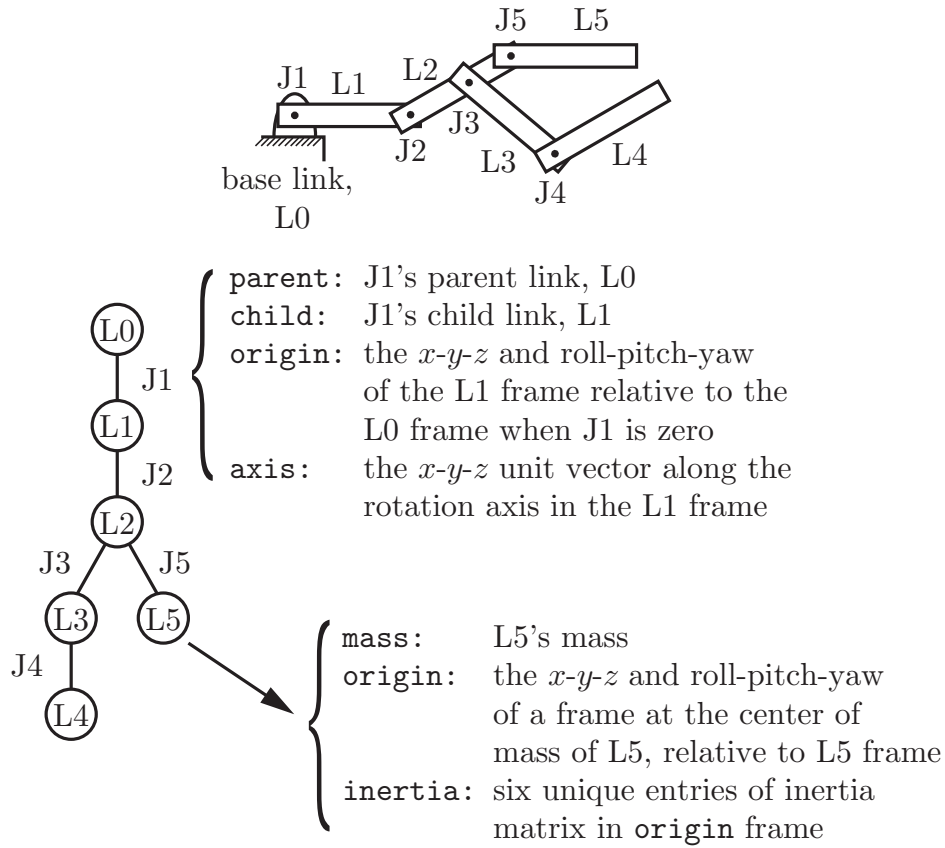 J5
L5
J1
L1
L2
J2
J3
L3
J4
L4
base link,
L0
parent: J1's parent link, L0
child: J1's child link, L1
origin: the x-y-z and roll-pitch-yaw
of the L1 frame relative to the
L0 frame when J1 is zero
axis: the x-y-z unit vector along the
rotation axis in the L1 frame
L0
J1
L1
J2
L2
J3
J5
L3
L5
J4
L4
mass: L5's mass
origin: the x-y-z and roll-pitch-yaw
of a frame at the center of
mass of L5, relative to L5 frame
inertia: six unique entries of inertia
matrix in origin frame